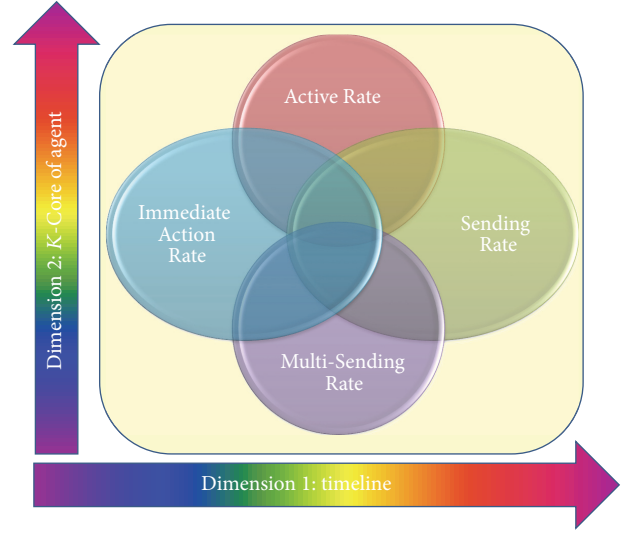 Active Rate
Immediate
Action
Rate
Sending
Rate
Multi-Sending
Rate
Dimension 2: K-Core of agent
Dimension 1: timeline